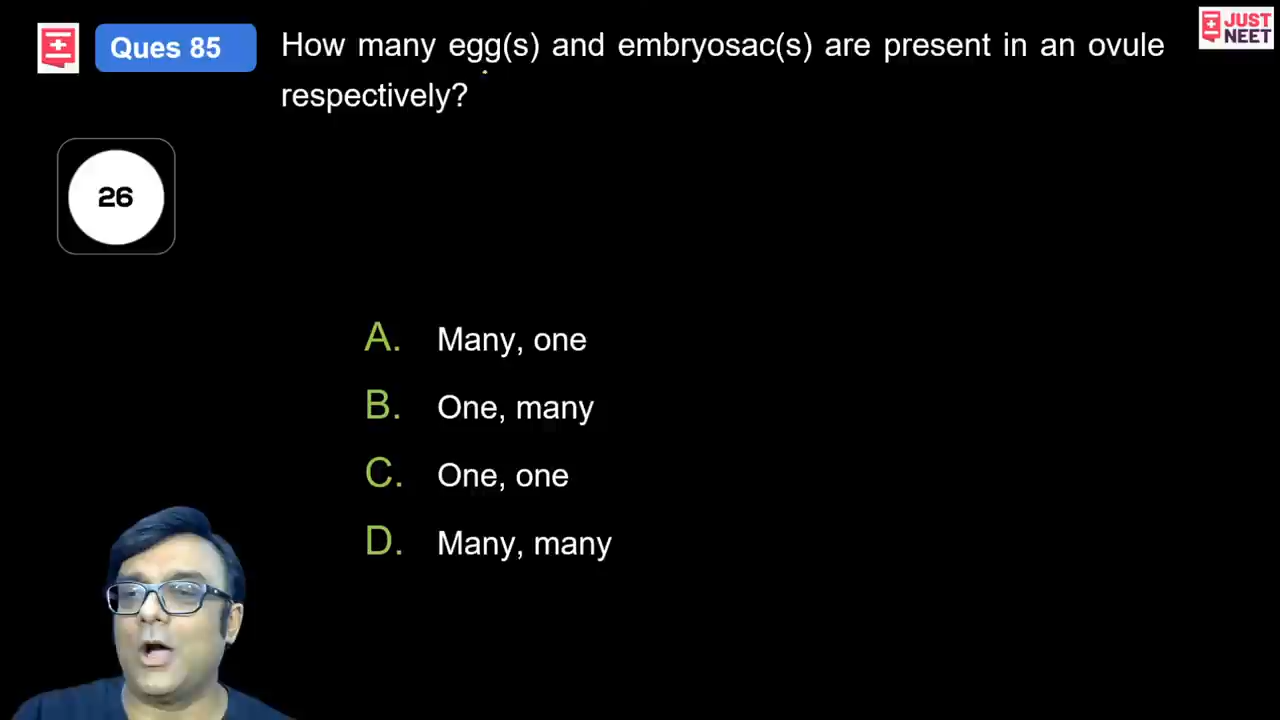 JUST
NEET
Ques 85
How many egg(s) and embryosac(s) are present in an ovule
respectively?
26
A. Many, one
B. One, many
C. One, one
D. Many, many